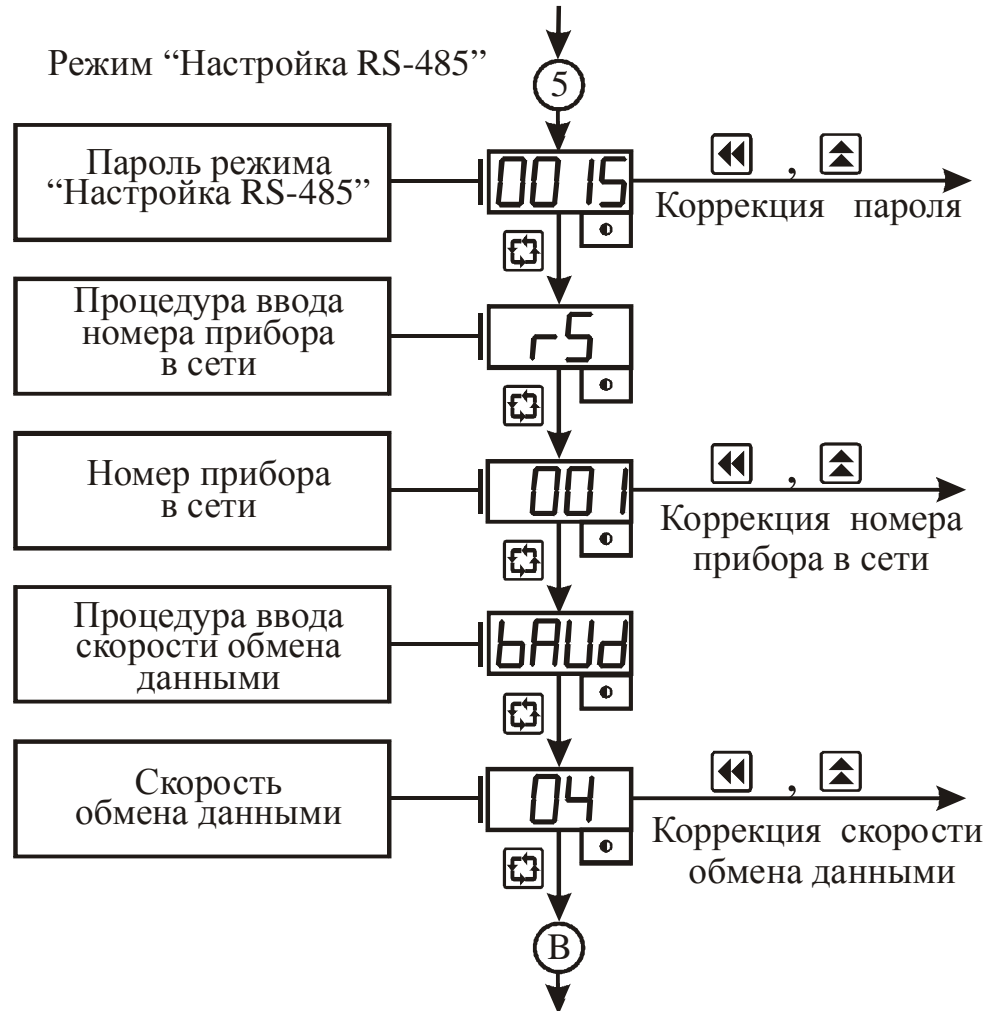 Режим “Настройка RS-485”
5
Пароль режима
“Настройка RS-485”
0015
,
Коррекция пароля
Процедура ввода
номера прибора
в сети
rS
Номер прибора
в сети
001
,
Коррекция номера
прибора в сети
Процедура ввода
скорости обмена
данными
bAUd
Скорость
обмена данными
04
,
Коррекция скорости
обмена данными
В